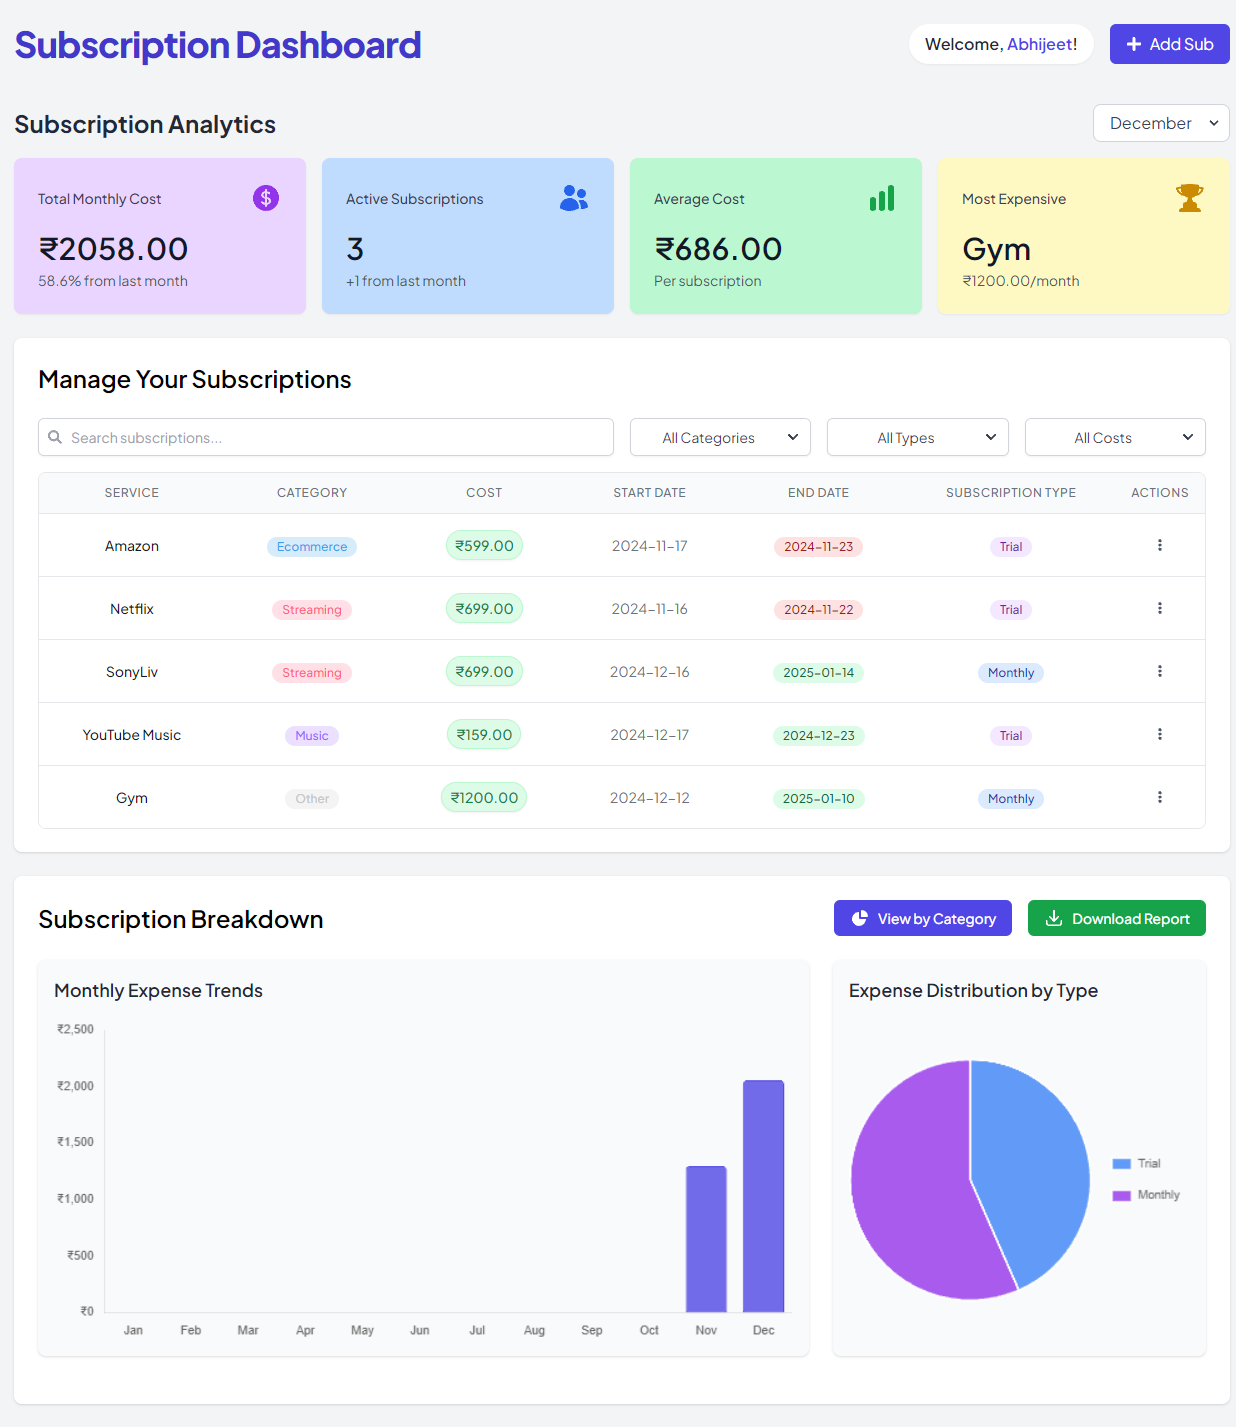 Subscription Dashboard
Welcome, Abhijeet!
Add Sub
Subscription Analytics
December
Total Monthly Cost
₹2058.00
58.6% from last month
Active Subscriptions
3
+1 from last month
Average Cost
₹686.00
Per subscription
Most Expensive
Gym
₹1200.00/month
Manage Your Subscriptions
Search subscriptions...
All Categories
All Types
All Costs
SERVICE CATEGORY COST START DATE END DATE SUBSCRIPTION TYPE ACTIONS
Amazon Ecommerce ₹599.00 2024-11-17 2024-11-23 Trial
Netflix Streaming ₹699.00 2024-11-16 2024-11-22 Trial
SonyLiv Streaming ₹699.00 2024-12-16 2025-01-14 Monthly
YouTube Music Music ₹159.00 2024-12-17 2024-12-23 Trial
Gym Other ₹1200.00 2024-12-12 2025-01-10 Monthly
Subscription Breakdown
View by Category
Download Report
Monthly Expense Trends
₹2,500
₹2,000
₹1,500
₹1,000
₹500
₹0
Jan Feb Mar Apr May Jun Jul Aug Sep Oct Nov Dec
Expense Distribution by Type
Trial
Monthly